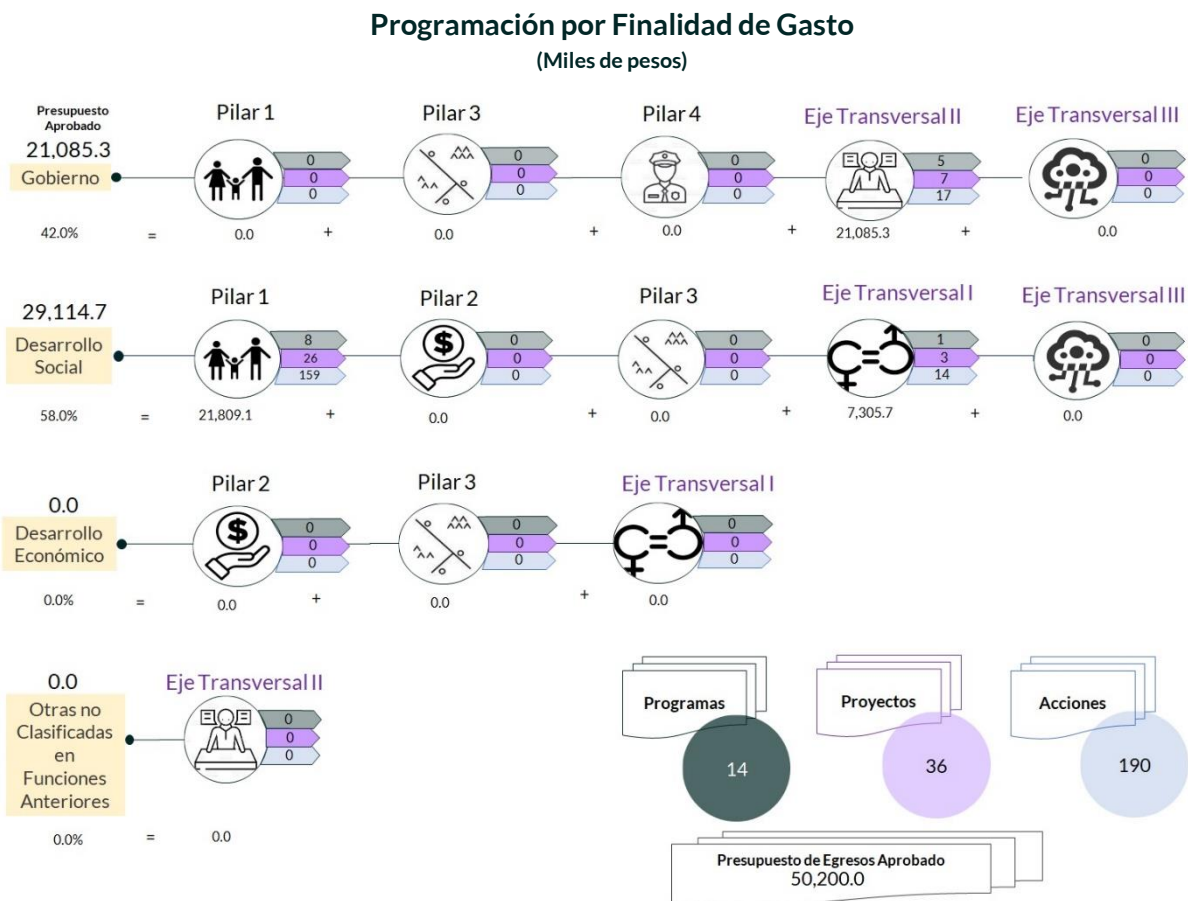 Programación por Finalidad de Gasto
(Miles de pesos)
Presupuesto
Aprobado
21,085.3
Gobierno
42.0%
=
Pilar 1
0
0
0
0.0
+
Pilar 3
0
0
0
0.0
+
Pilar 4
0
0
0
0.0
+
Eje Transversal II
5
7
17
21,085.3
+
Eje Transversal III
0
0
0
0.0
29,114.7
Desarrollo
Social
58.0%
=
Pilar 1
8
26
159
21,809.1
+
Pilar 2
$
0
0
0
0.0
+
Pilar 3
0
0
0
0.0
+
Eje Transversal I
1
3
14
7,305.7
+
Eje Transversal III
0
0
0
0.0
0.0
Desarrollo
Económico
0.0%
=
Pilar 2
$
0
0
0
0.0
+
Pilar 3
0
0
0
0.0
+
Eje Transversal I
0
0
0
0.0
0.0
Otras no
Clasificadas
en
Funciones
Anteriores
0.0%
=
Eje Transversal II
0
0
0
0.0
Programas
14
Proyectos
36
Acciones
190
Presupuesto de Egresos Aprobado
50,200.0